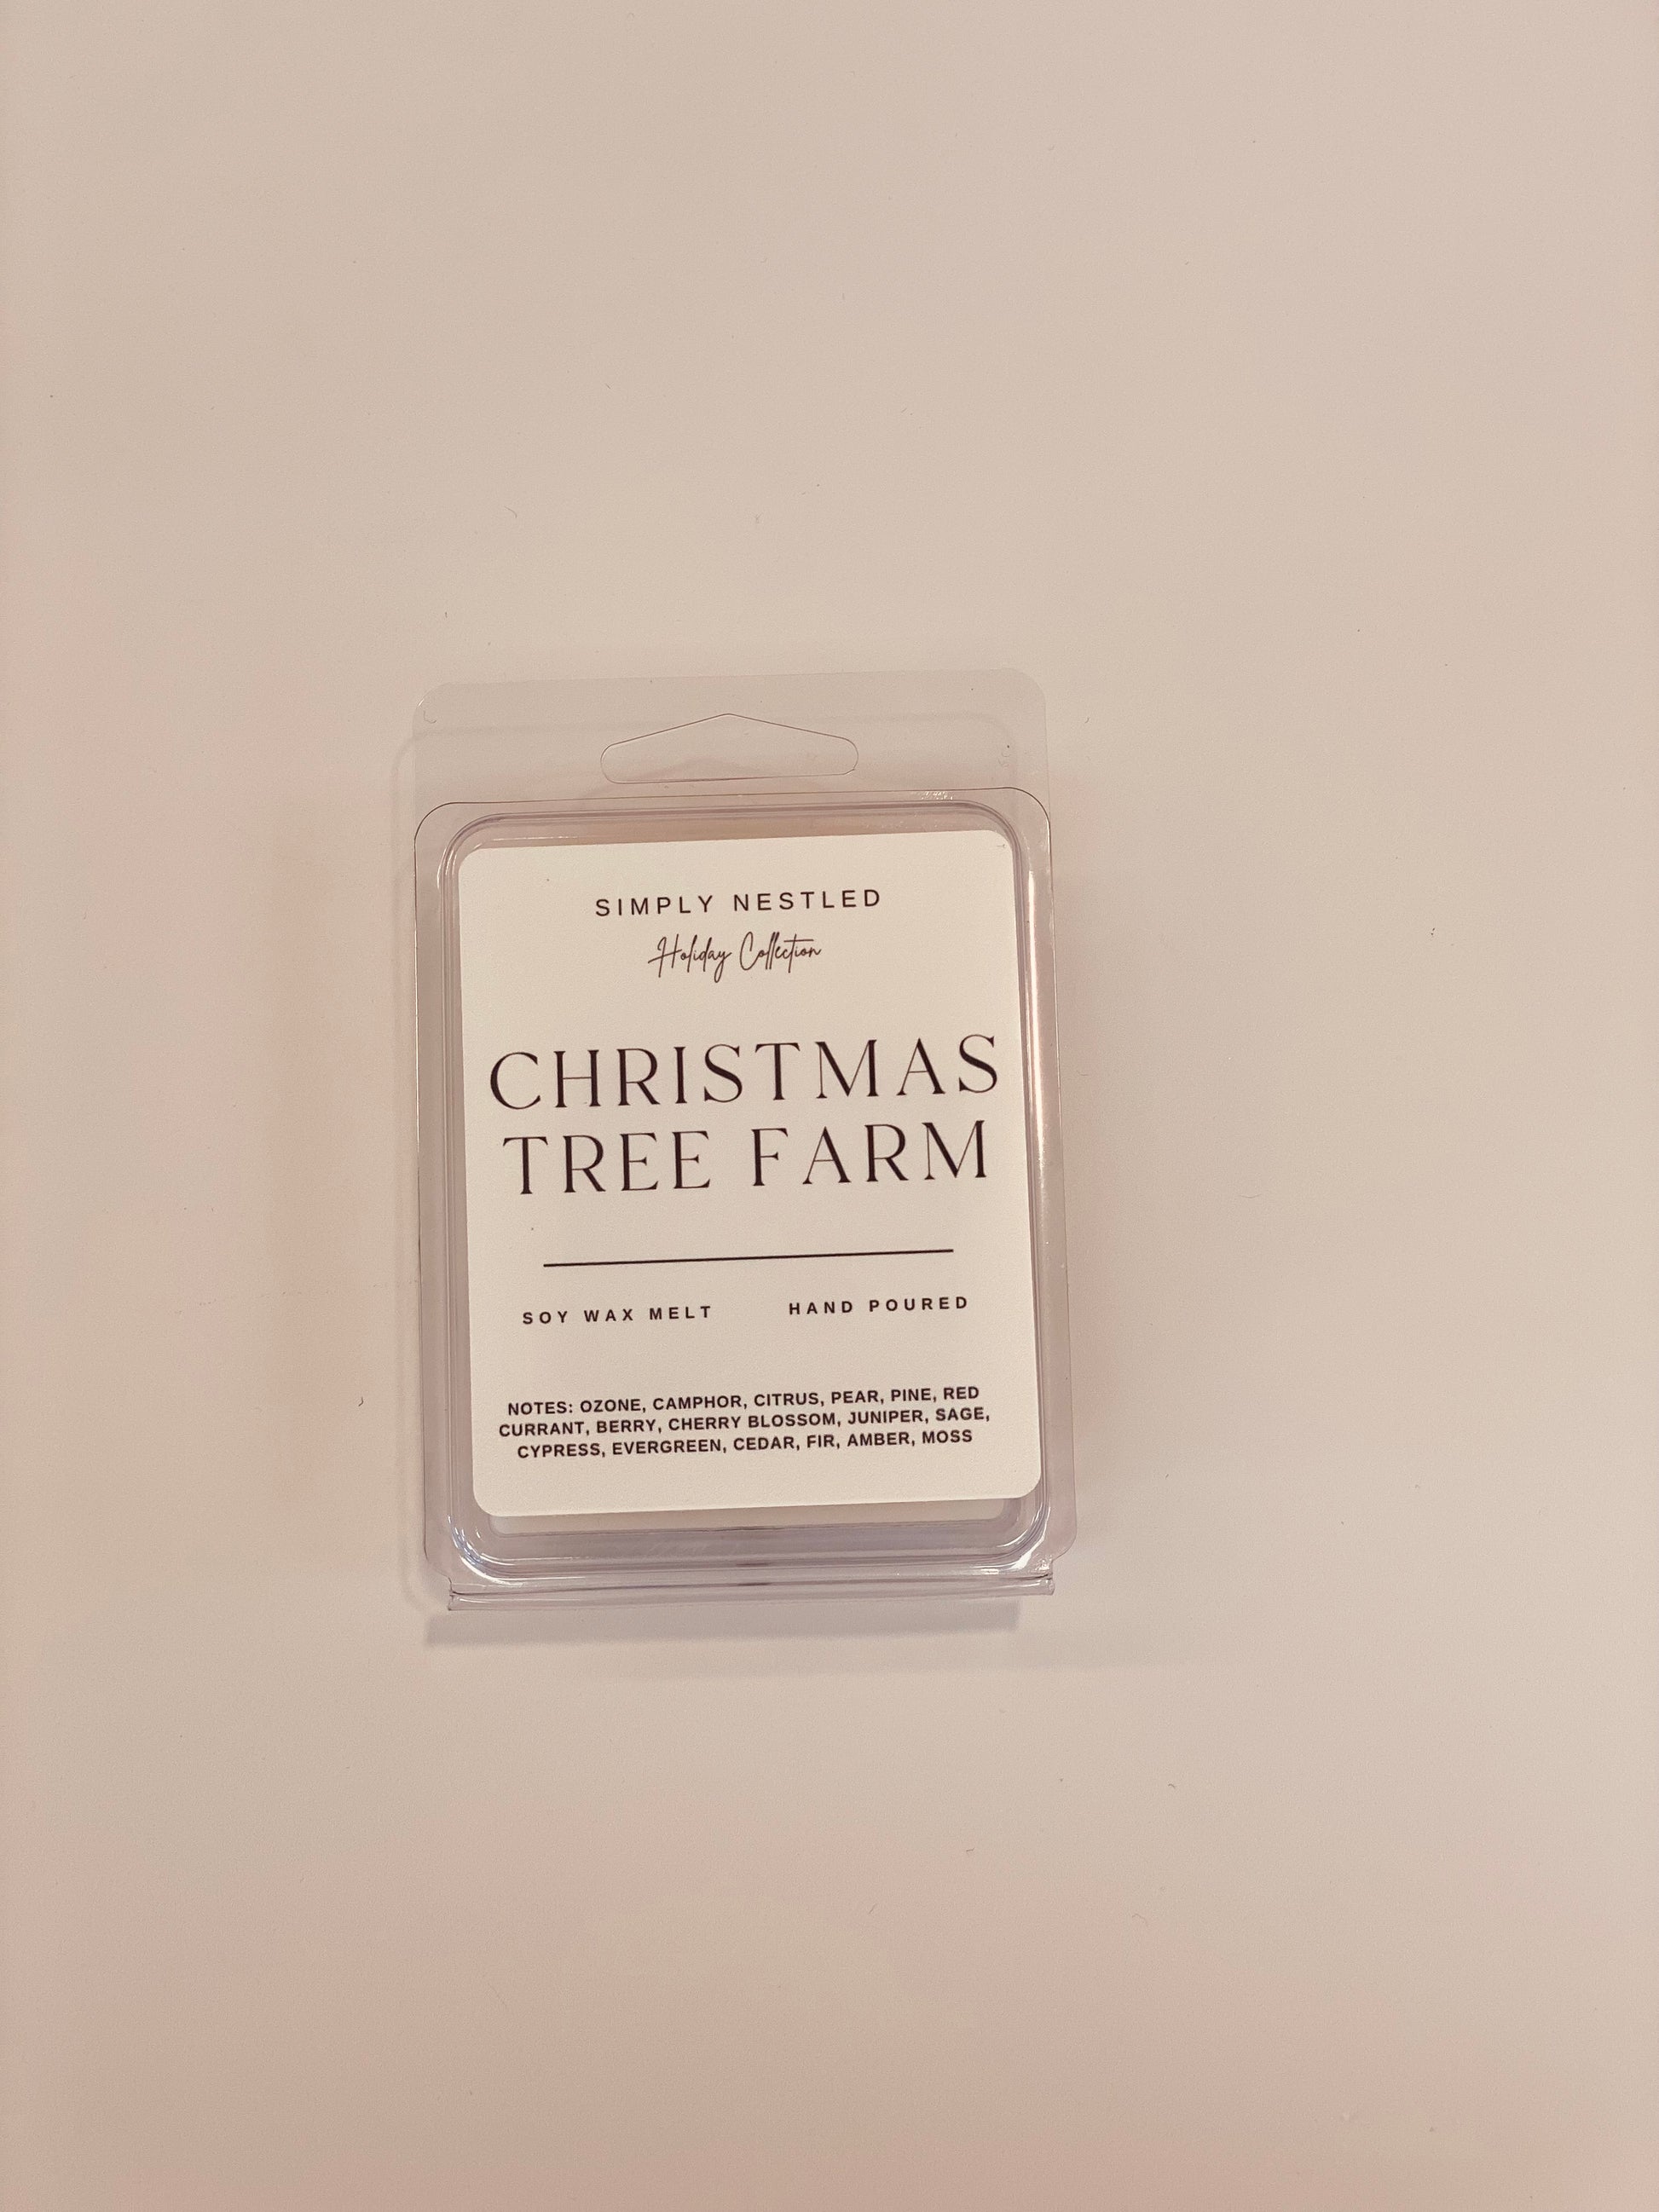 SIMPLY NESTLED
Holiday Collection
CHRISTMAS
TREE FARM
SOY WAX MELT HAND POURED
NOTES: OZONE, CAMPHOR, CITRUS, PEAR, PINE, RED
CURRANT, BERRY, CHERRY BLOSSOM, JUNIPER, SAGE,
CYPRESS, EVERGREEN, CEDAR, FIR, AMBER, MOSS